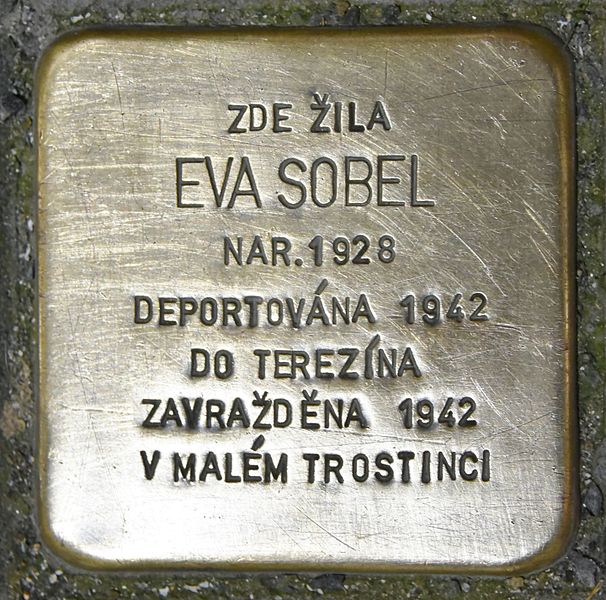 ZDE ŽILA
EVA SOBEL
NAR. 1928
DEPORTOVÁNA 1942
DO TEREZÍNA
ZAVRAŽDĚNA 1942
V MALÉM TROSTINCI